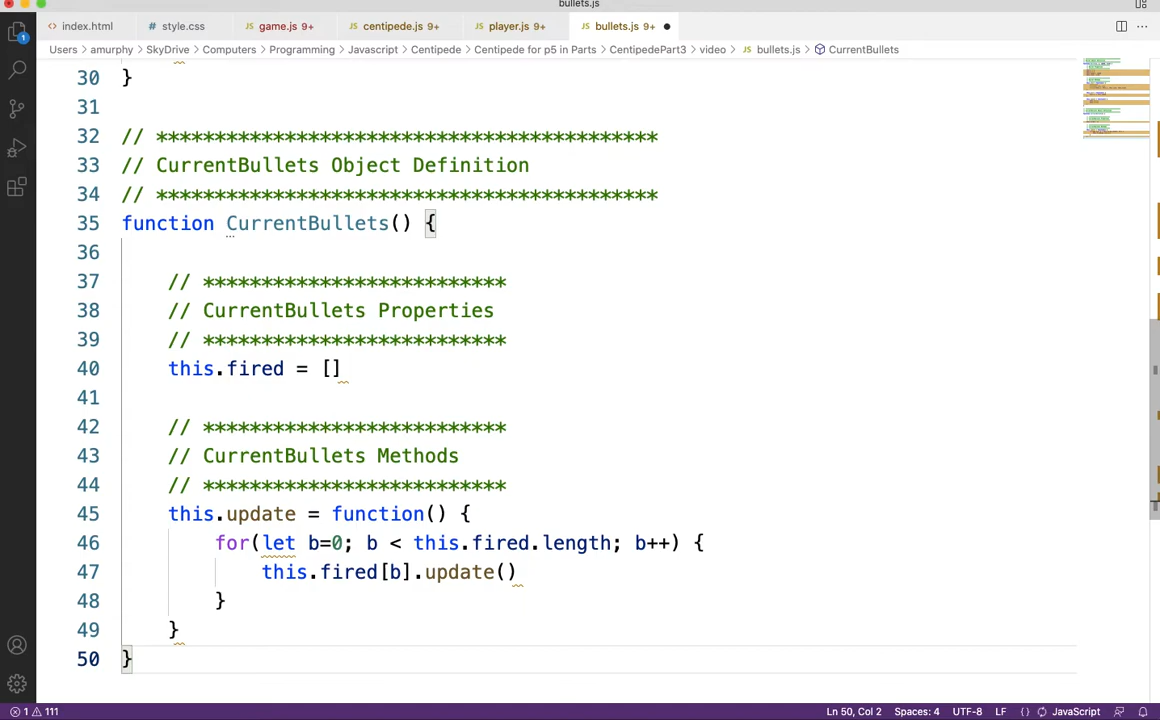 bullets.js
index.html
style.css
game.js 9+
centipede.js 9+
player.js 9+
bullets.js 9+
Users > amurphy > SkyDrive > Computers > Programming > Javascript > Centipede > Centipede for p5 in Parts > CentipedePart3 > video > JS bullets.js > CurrentBullets
30 }
31
32 // *******************************************
33 // CurrentBullets Object Definition
34 // *******************************************
35 function CurrentBullets() {
36
37 // **************************
38 // CurrentBullets Properties
39 // **************************
40 this.fired = []
41
42 // **************************
43 // CurrentBullets Methods
44 // **************************
45 this.update = function() {
46 for(let b=0; b < this.fired.length; b++) {
47 this.fired[b].update()
48 }
49 }
50 }
1 111 Ln 50, Col 2 Spaces: 4 UTF-8 LF {} JavaScript